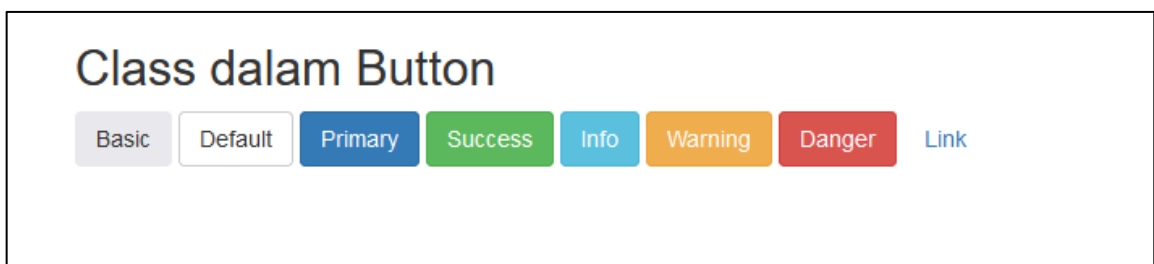 Class dalam Button
Basic Default Primary Success Info Warning Danger Link